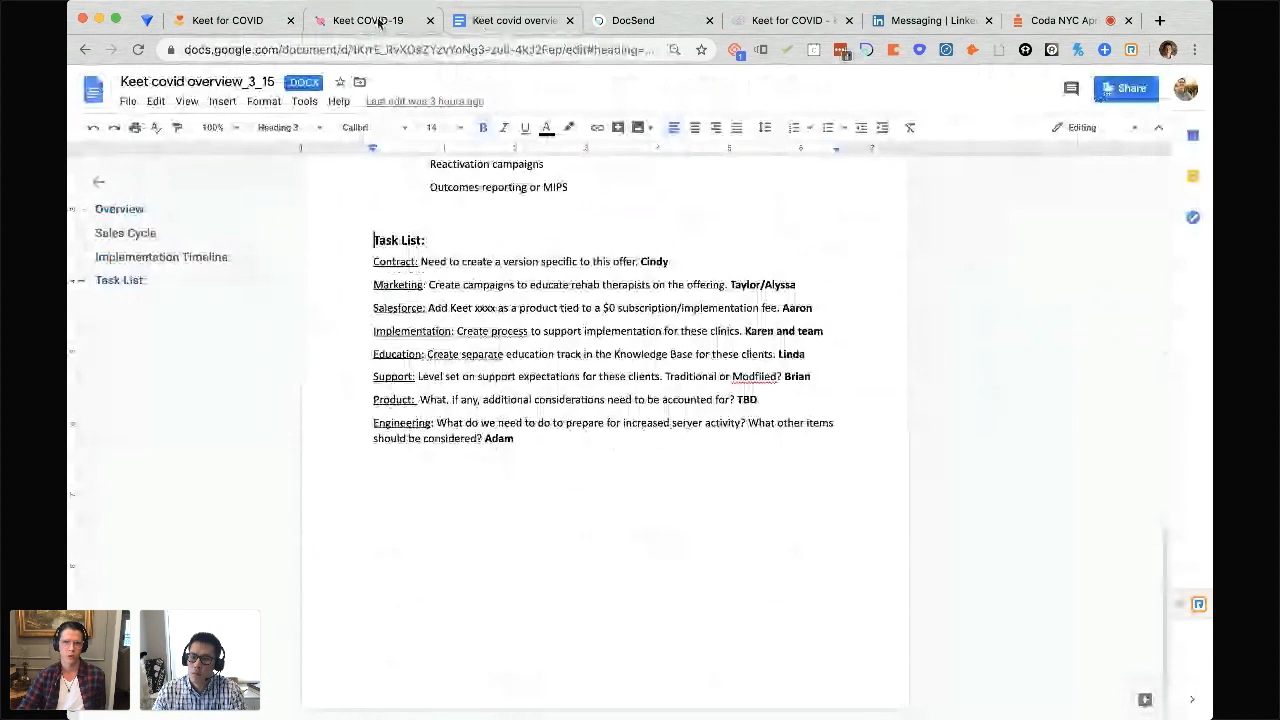 Keet for COVID
Keet COVID-19
Keet covid overvie
DocSend
Keet for COVID -
Messaging | Linke
Coda NYC Apr
Keet covid overview_3_15
.DOCX
File Edit View Insert Format Tools Help
Last edit was 3 hours ago
Share
100% Heading 3 Calibri 14 B I U A
Editing
Reactivation campaigns
Outcomes reporting or MIPS
Overview
Sales Cycle
Implementation Timeline
Task List
Task List:
Contract: Need to create a version specific to this offer. Cindy
Marketing: Create campaigns to educate rehab therapists on the offering. Taylor/Alyssa
Salesforce: Add Keet xxxx as a product tied to a $0 subscription/implementation fee. Aaron
Implementation: Create process to support implementation for these clinics. Karen and team
Education: Create separate education track in the Knowledge Base for these clients. Linda
Support: Level set on support expectations for these clients. Traditional or Modfiied? Brian
Product: What, if any, additional considerations need to be accounted for? TBD
Engineering: What do we need to do to prepare for increased server activity? What other items
should be considered? Adam